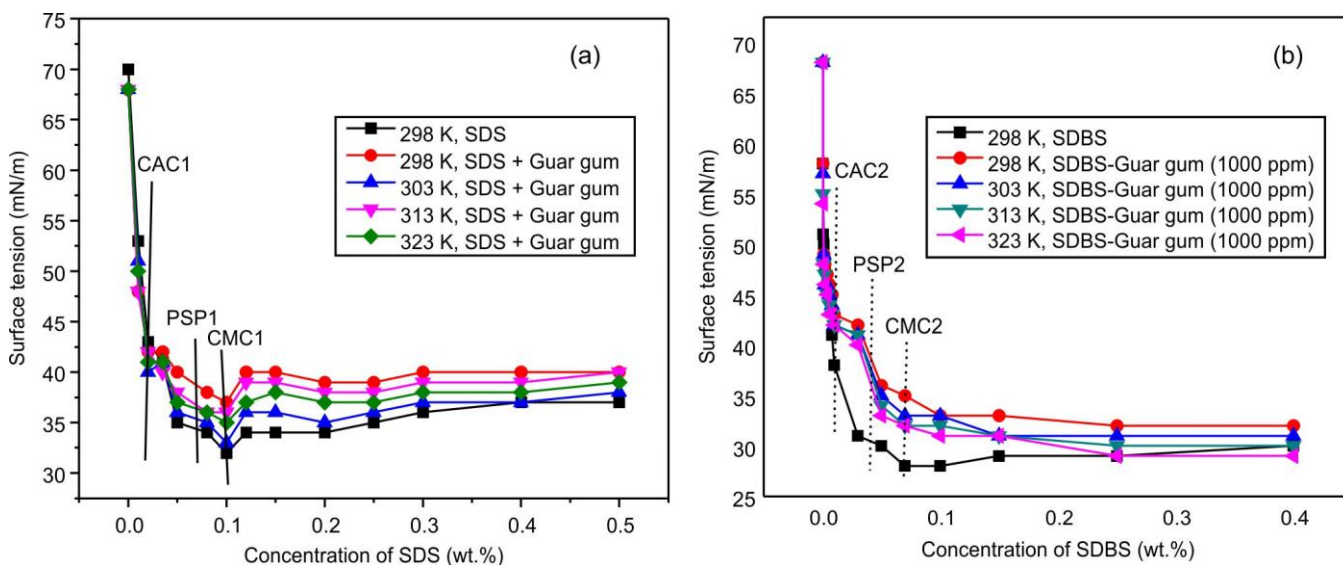 (a)
75
70
65
60
55
50
45
40
35
30
Surface tension (mN/m)
298 K, SDS
298 K, SDS + Guar gum
303 K, SDS + Guar gum
313 K, SDS + Guar gum
323 K, SDS + Guar gum
CAC1
PSP1
CMC1
0.0 0.1 0.2 0.3 0.4 0.5
Concentration of SDS (wt.%)
(b)
70
65
60
55
50
45
40
35
30
25
Surface tension (mN/m)
298 K, SDBS
298 K, SDBS-Guar gum (1000 ppm)
303 K, SDBS-Guar gum (1000 ppm)
313 K, SDBS-Guar gum (1000 ppm)
323 K, SDBS-Guar gum (1000 ppm)
CAC2
PSP2
CMC2
0.0 0.1 0.2 0.3 0.4
Concentration of SDBS (wt.%)